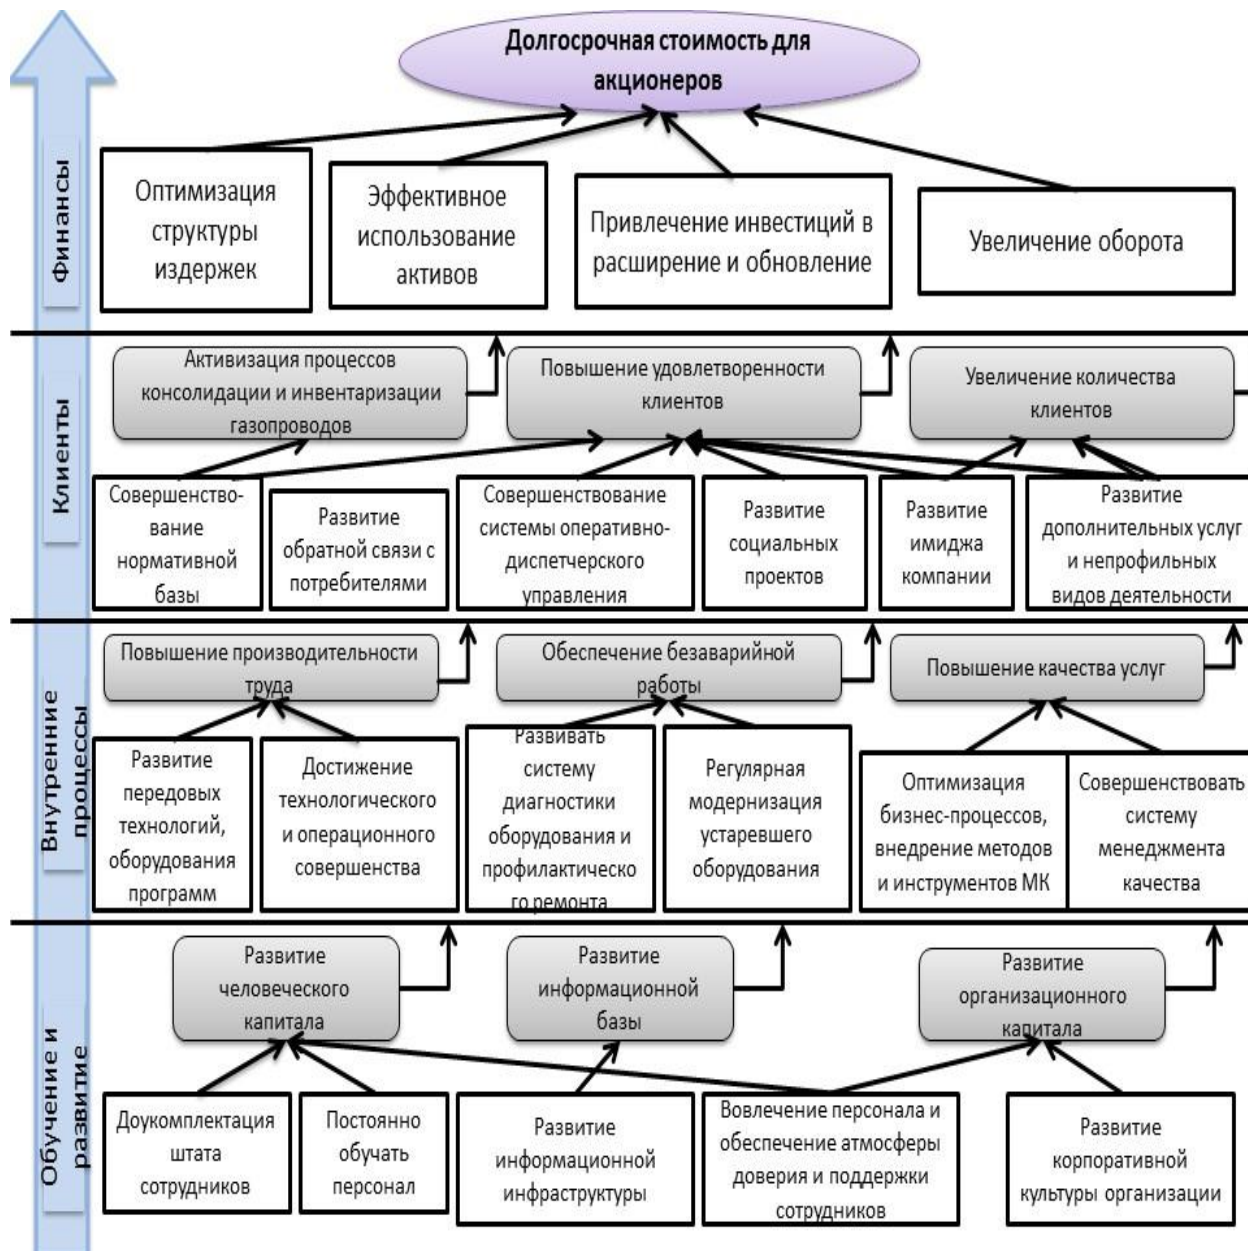 Долгосрочная стоимость для
акционеров
Финансы
Оптимизация
структуры
издержек
Эффективное
использование
активов
Привлечение инвестиций в
расширение и обновление
Увеличение оборота
Клиенты
Активизация процессов
консолидации и инвентаризации
газопроводов
Повышение удовлетворенности
клиентов
Увеличение количества
клиентов
Совершенство-
вание
нормативной
базы
Развитие
обратной связи с
потребителями
Совершенствование
системы оперативно-
диспетчерского
управления
Развитие
социальных
проектов
Развитие
имиджа
компании
Развитие
дополнительных услуг
и непрофильных
видов деятельности
Внутренние
процессы
Повышение производительности
труда
Обеспечение безаварийной
работы
Повышение качества услуг
Развитие
передовых
технологий,
оборудования
программ
Достижение
технологического
и операционного
совершенства
Развивать
систему
диагностики
оборудования и
профилактическо
го ремонта
Регулярная
модернизация
устаревшего
оборудования
Оптимизация
бизнес-процессов,
внедрение методов
и инструментов МК
Совершенствовать
систему
менеджмента
качества
Обучение и
развитие
Развитие
человеческого
капитала
Развитие
информационной
базы
Развитие
организационного
капитала
Доукомплектация
штата
сотрудников
Постоянно
обучать
персонал
Развитие
информационной
инфраструктуры
Вовлечение персонала и
обеспечение атмосферы
доверия и поддержки
сотрудников
Развитие
корпоративной
культуры организации